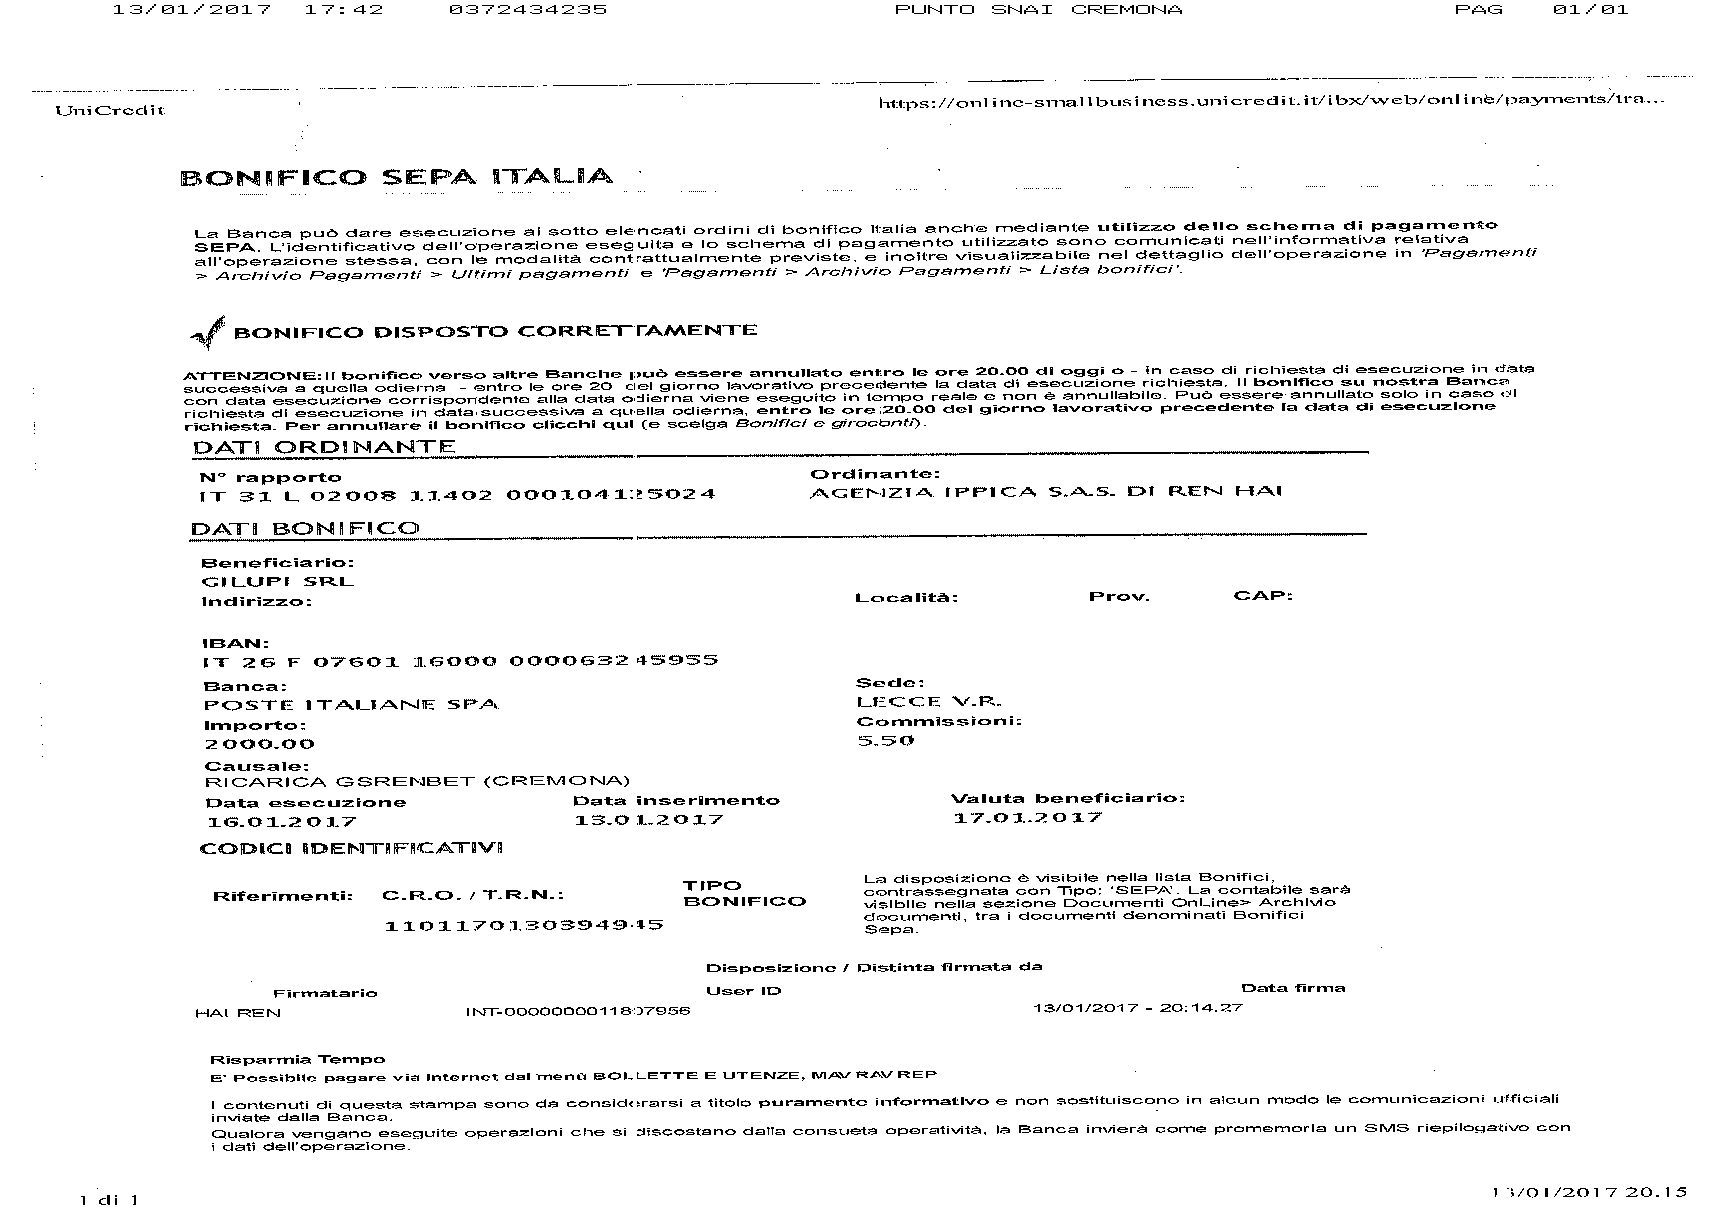 13/01/2017 17:42 0372434235 PUNTO SNAI CREMONA PAG 01/01
UniCredit https://online-smallbusiness.unicredit.it/ibx/web/online/payments/tra...
BONIFICO SEPA ITALIA
La Banca può dare esecuzione ai sotto elencati ordini di bonifico Italia anche mediante utilizzo dello schema di pagamento
SEPA. L'identificativo dell'operazione eseguita e lo schema di pagamento utilizzato sono comunicati nell'informativa relativa
all'operazione stessa, con le modalità contrattualmente previste, e inoltre visualizzabile nel dettaglio dell'operazione in 'Pagamenti
> Archivio Pagamenti > Ultimi pagamenti e 'Pagamenti > Archivio Pagamenti > Lista bonifici'.
BONIFICO DISPOSTO CORRETTAMENTE
ATTENZIONE: Il bonifico verso altre Banche può essere annullato entro le ore 20.00 di oggi o - in caso di richiesta di esecuzione in data
successiva a quella odierna - entro le ore 20 del giorno lavorativo precedente la data di esecuzione richiesta. Il bonifico su nostra Banca
con data esecuzione corrispondente alla data odierna viene eseguito in tempo reale e non è annullabile. Può essere annullato solo in caso di
richiesta di esecuzione in data successiva a quella odierna, entro le ore 20.00 del giorno lavorativo precedente la data di esecuzione
richiesta. Per annullare il bonifico clicchi qui (e scelga Bonifici e giroconti).
DATI ORDINANTE
N° rapporto Ordinante:
IT 31 L 02008 11402 000104125024 AGENZIA IPPICA S.A.S. DI REN HAI
DATI BONIFICO
Beneficiario:
GILUPI SRL
Indirizzo: Località: Prov. CAP:
IBAN:
IT 26 F 07601 16000 000063245955
Banca: Sede:
POSTE ITALIANE SPA LECCE V.R.
Importo: Commissioni:
2000.00 5.50
Causale:
RICARICA GSRENBET (CREMONA)
Data esecuzione Data inserimento Valuta beneficiario:
16.01.2017 13.01.2017 17.01.2017
CODICI IDENTIFICATIVI
Riferimenti: C.R.O. / T.R.N.: TIPO BONIFICO
1101170130394945
La disposizione è visibile nella lista Bonifici,
contrassegnata con Tipo: 'SEPA'. La contabile sarà
visibile nella sezione Documenti OnLine> Archivio
documenti, tra i documenti denominati Bonifici
Sepa.
Disposizione / Distinta firmata da
Firmatario User ID Data firma
HAI REN INT-0000000011807956 13/01/2017 - 20:14.27
Risparmia Tempo
E' Possibile pagare via Internet dal menù BOLLETTE E UTENZE, MAV RAV REP
I contenuti di questa stampa sono da considerarsi a titolo puramente informativo e non sostituiscono in alcun modo le comunicazioni ufficiali
inviate dalla Banca.
Qualora vengano eseguite operazioni che si discostano dalla consueta operatività, la Banca invierà come promemoria un SMS riepilogativo con
i dati dell'operazione.
1 di 1 13/01/2017 20.15